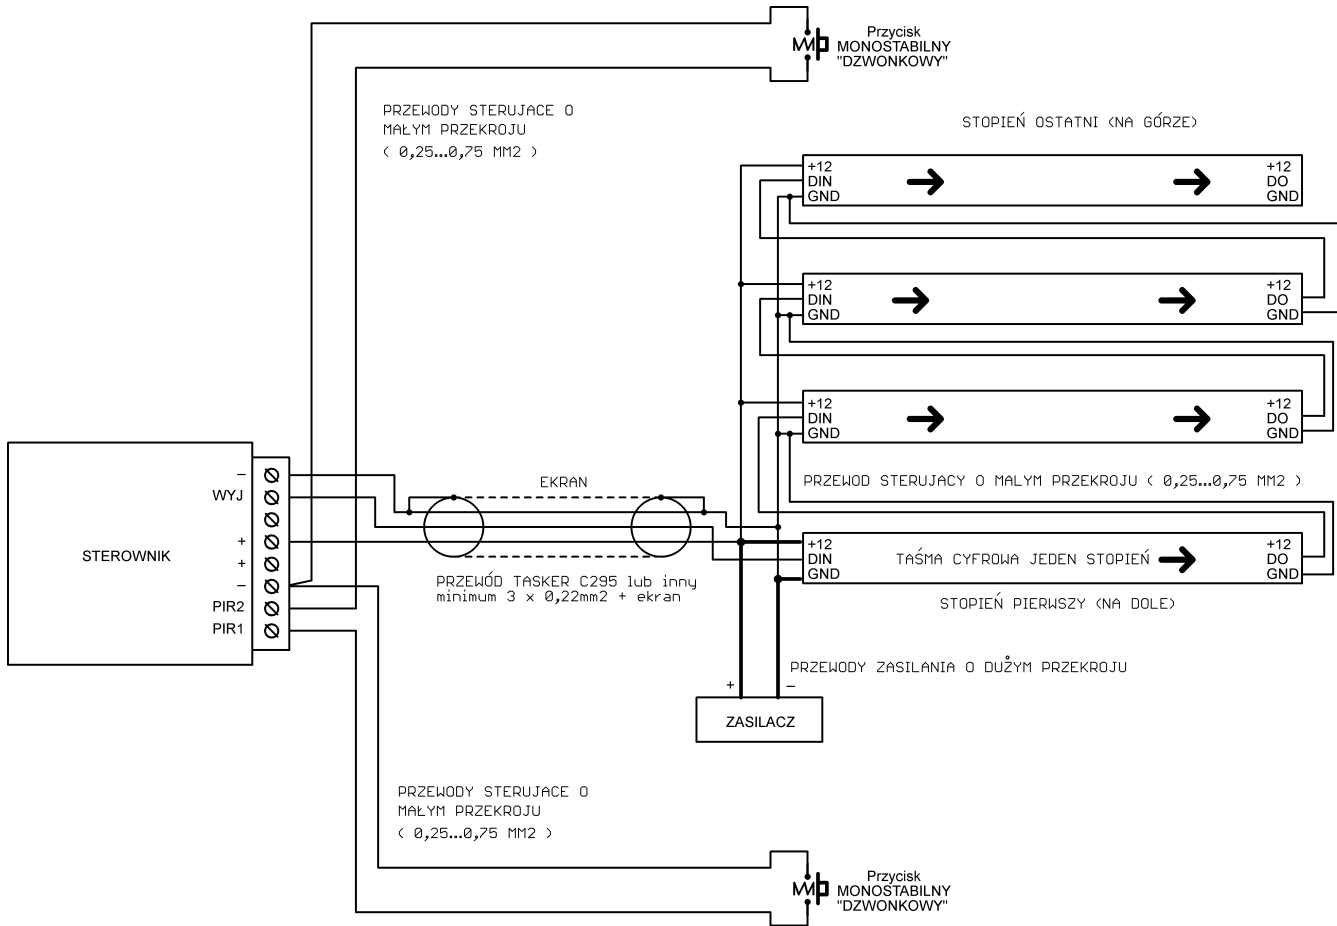 Przycisk
MONOSTABILNY
"DZWONKOWY"
PRZEWODY STERUJACE O
MAŁYM PRZEKROJU
( 0,25...0,75 MM2 )
STOPIEŃ OSTATNI (NA GÓRZE)
+12 +12
DIN DO
GND GND
+12 +12
DIN DO
GND GND
+12 +12
DIN DO
GND GND
PRZEWOD STERUJACY O MALYM PRZEKROJU ( 0,25...0,75 MM2 )
EKRAN
–
WYJ
+
STEROWNIK
+
–
PIR2
PIR1
+12 +12
DIN TAŚMA CYFROWA JEDEN STOPIEŃ DO
GND GND
PRZEWÓD TASKER C295 lub inny
minimum 3 x 0,22mm2 + ekran
STOPIEŃ PIERWSZY (NA DOLE)
PRZEWODY ZASILANIA O DUŻYM PRZEKROJU
+ –
ZASILACZ
PRZEWODY STERUJACE O
MAŁYM PRZEKROJU
( 0,25...0,75 MM2 )
Przycisk
MONOSTABILNY
"DZWONKOWY"